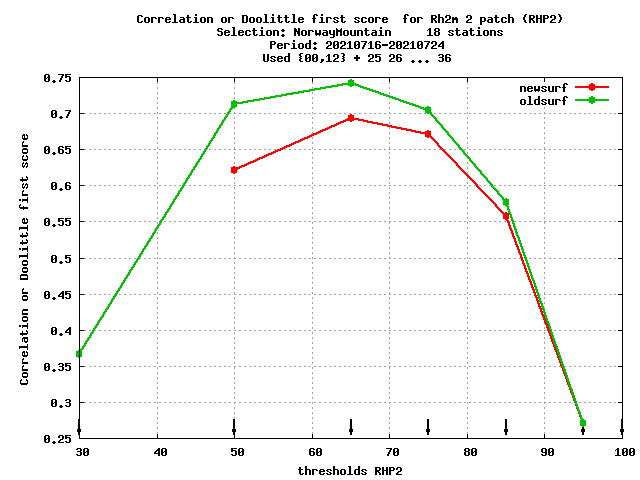 Correlation or Doolittle first score  for Rh2m 2 patch (RHP2)
Selection: NorwayMountain     18 stations
Period: 20210716-20210724
Used {00,12} + 25 26 ... 36
newsurf
oldsurf
0.75
0.7
0.65
0.6
0.55
0.5
0.45
0.4
0.35
0.3
0.25
Correlation or Doolittle first score
30 40 50 60 70 80 90 100
thresholds RHP2